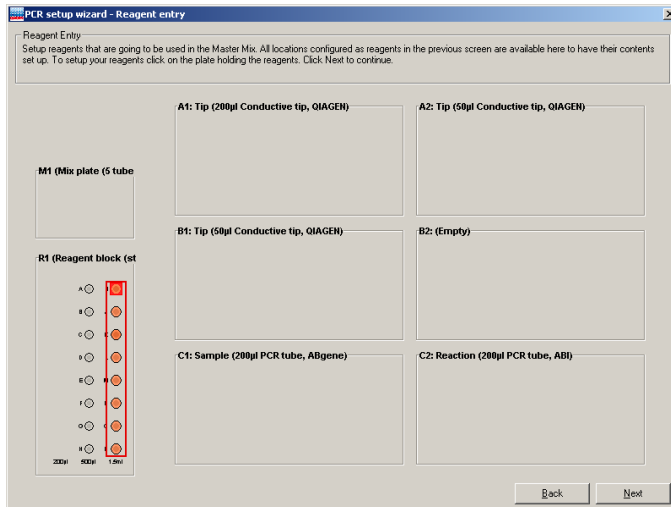 PCR setup wizard - Reagent entry
Reagent Entry
Setup reagents that are going to be used in the Master Mix. All locations configured as reagents in the previous screen are available here to have their contents
set up. To setup your reagents click on the plate holding the reagents. Click Next to continue.
A1: Tip (200µl Conductive tip, QIAGEN)
A2: Tip (50µl Conductive tip, QIAGEN)
M1 (Mix plate (5 tube
B1: Tip (50µl Conductive tip, QIAGEN)
B2: (Empty)
R1 (Reagent block (st
A
B
C
D
E
F
G
H
200µl 500µl 1.5ml
C1: Sample (200µl PCR tube, ABgene)
C2: Reaction (200µl PCR tube, ABI)
Back Next